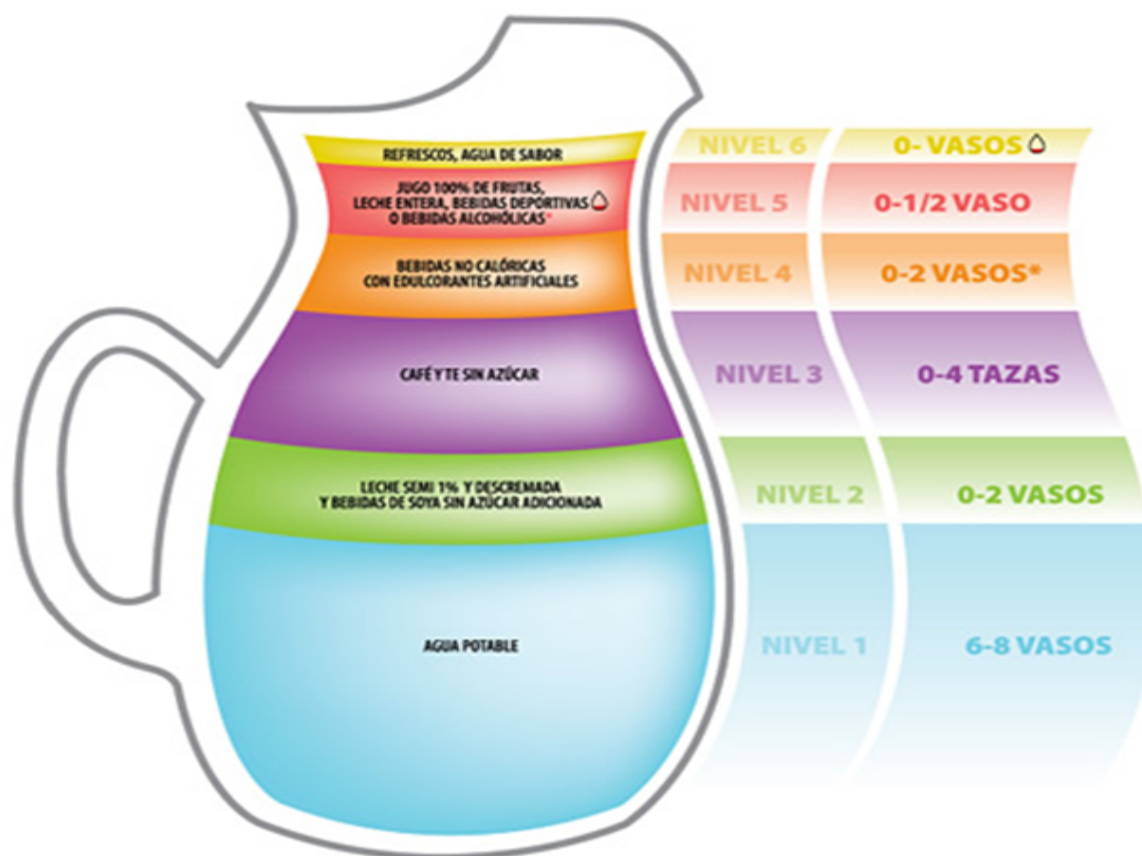 REFRESCOS, AGUA DE SABOR
NIVEL 6
0- VASOS
JUGO 100% DE FRUTAS,
LECHE ENTERA, BEBIDAS DEPORTIVAS
O BEBIDAS ALCOHÓLICAS*
NIVEL 5
0-1/2 VASO
BEBIDAS NO CALÓRICAS
CON EDULCORANTES ARTIFICIALES
NIVEL 4
0-2 VASOS*
CAFÉ Y TE SIN AZÚCAR
NIVEL 3
0-4 TAZAS
LECHE SEMI 1% Y DESCREMADA
Y BEBIDAS DE SOYA SIN AZÚCAR ADICIONADA
NIVEL 2
0-2 VASOS
AGUA POTABLE
NIVEL 1
6-8 VASOS